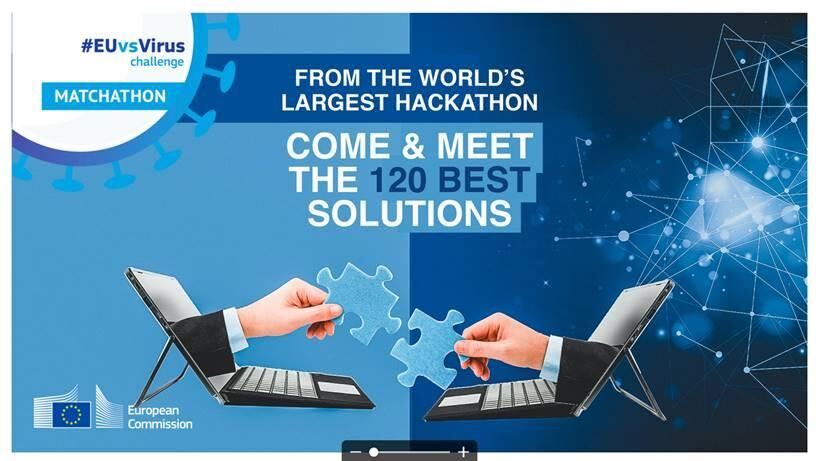 #EUvsVirus
challenge
MATCHATHON
FROM THE WORLD'S
LARGEST HACKATHON
COME & MEET
THE 120 BEST
SOLUTIONS
European
Commission